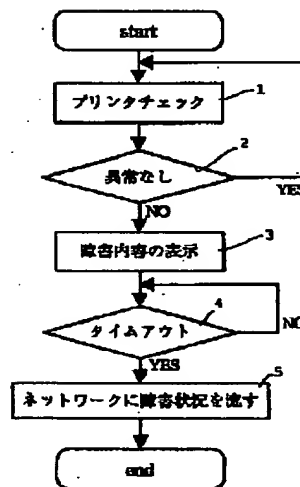 start
プリンタチェック
1
異常なし
2
YES
NO
障害内容の表示
3
タイムアウト
4
NO
YES
ネットワークに障害状況を流す
5
end